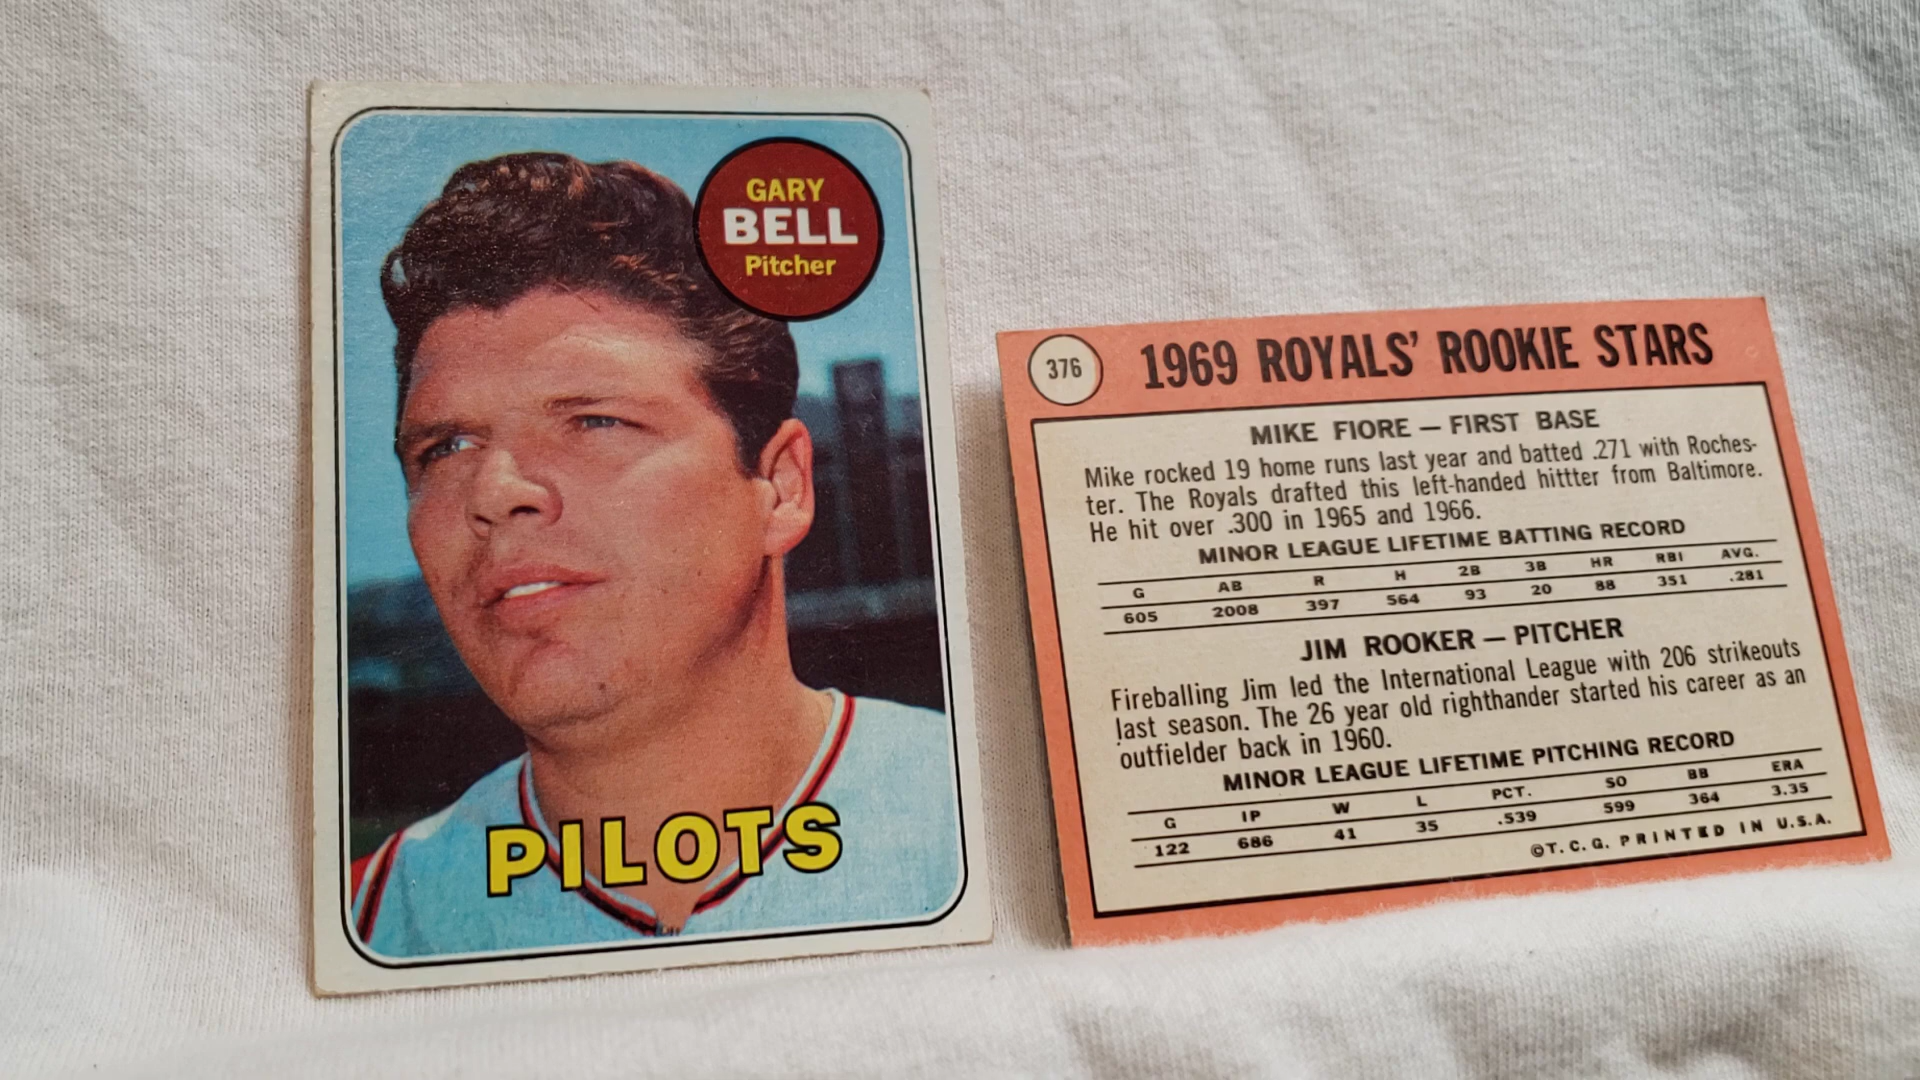 GARY
BELL
Pitcher
PILOTS
376
1969 ROYALS' ROOKIE STARS
MIKE FIORE — FIRST BASE
Mike rocked 19 home runs last year and batted .271 with Roches-
ter. The Royals drafted this left-handed hittter from Baltimore.
He hit over .300 in 1965 and 1966.
MINOR LEAGUE LIFETIME BATTING RECORD
G AB R H 2B 3B HR RBI AVG.
605 2008 397 564 93 20 88 351 .281
JIM ROOKER — PITCHER
Fireballing Jim led the International League with 206 strikeouts
last season. The 26 year old righthander started his career as an
outfielder back in 1960.
MINOR LEAGUE LIFETIME PITCHING RECORD
G IP W L PCT. SO BB ERA
122 686 41 35 .539 599 364 3.35
©T.C.G. PRINTED IN U.S.A.